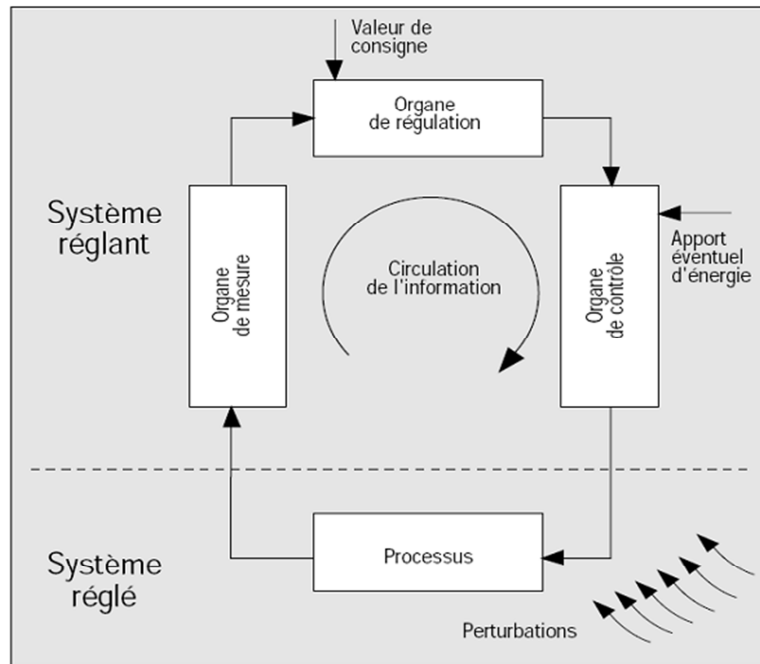 Valeur de
consigne
Organe
de régulation
Système
réglant
Organe
de mesure
Circulation
de l'information
Organe
de contrôle
Apport
éventuel
d'énergie
Processus
Système
réglé
Perturbations